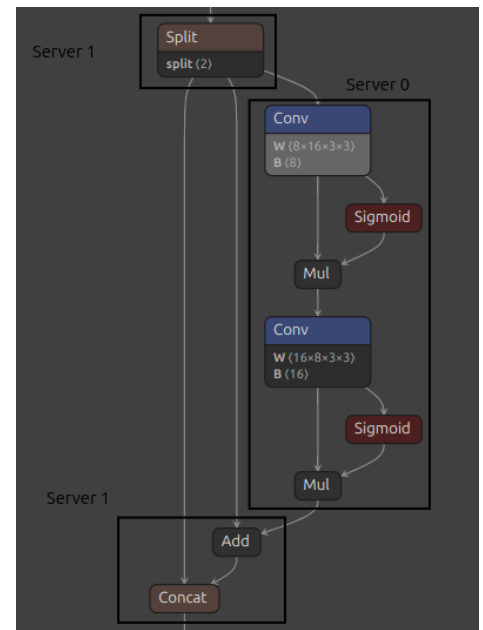 Split
split ⟨2⟩
Server 1
Server 0
Conv
W ⟨8×16×3×3⟩
B ⟨8⟩
Sigmoid
Mul
Conv
W ⟨16×8×3×3⟩
B ⟨16⟩
Sigmoid
Mul
Server 1
Add
Concat